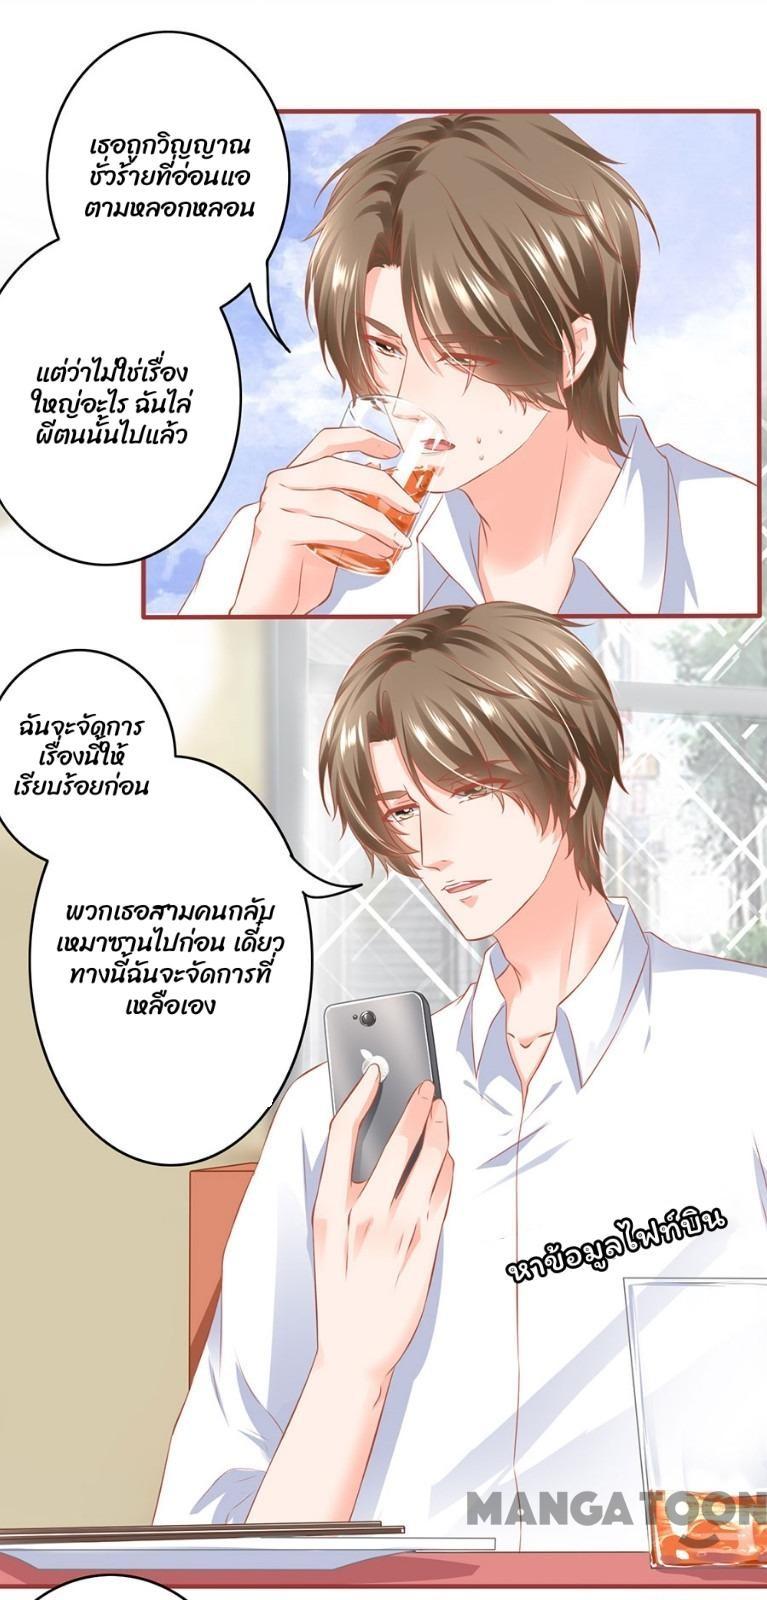 เธอถูกวิญญาณ
ชั่วร้ายที่อ่อนแอ
ตามหลอกหลอน
แต่ว่าไม่ใช่เรื่อง
ใหญ่อะไร ฉันไล่
ผีตนนั้นไปแล้ว
ฉันจะจัดการ
เรื่องนี้ให้
เรียบร้อยก่อน
พวกเธอสามคนกลับ
เหมาซานไปก่อน เดี๋ยว
ทางนี้ฉันจะจัดการที่
เหลือเอง
หาข้อมูลไฟท์บิน
MANGATOON